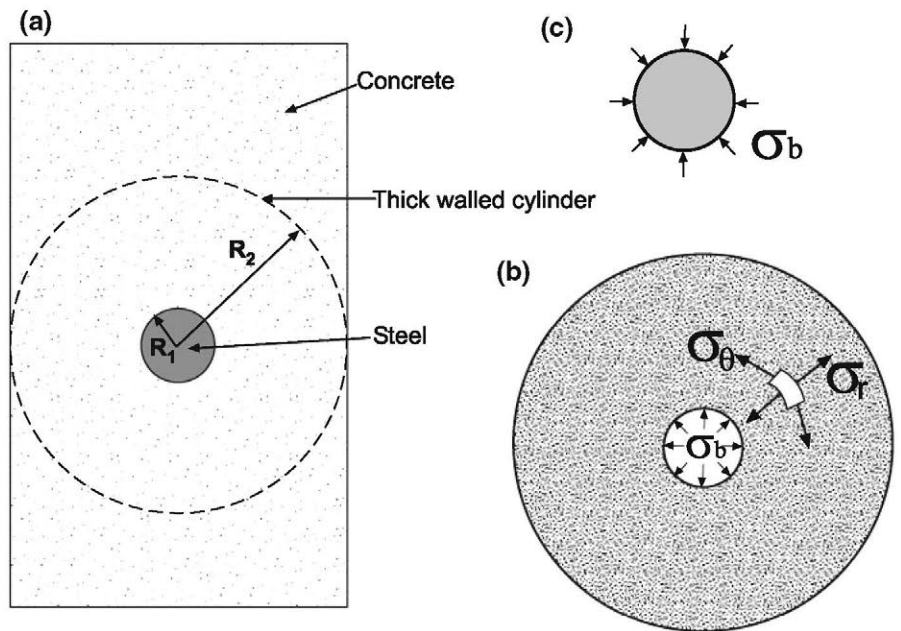 (a)
Concrete
Thick walled cylinder
R2
R1
Steel
(c)
σb
(b)
σθ
σr
σb